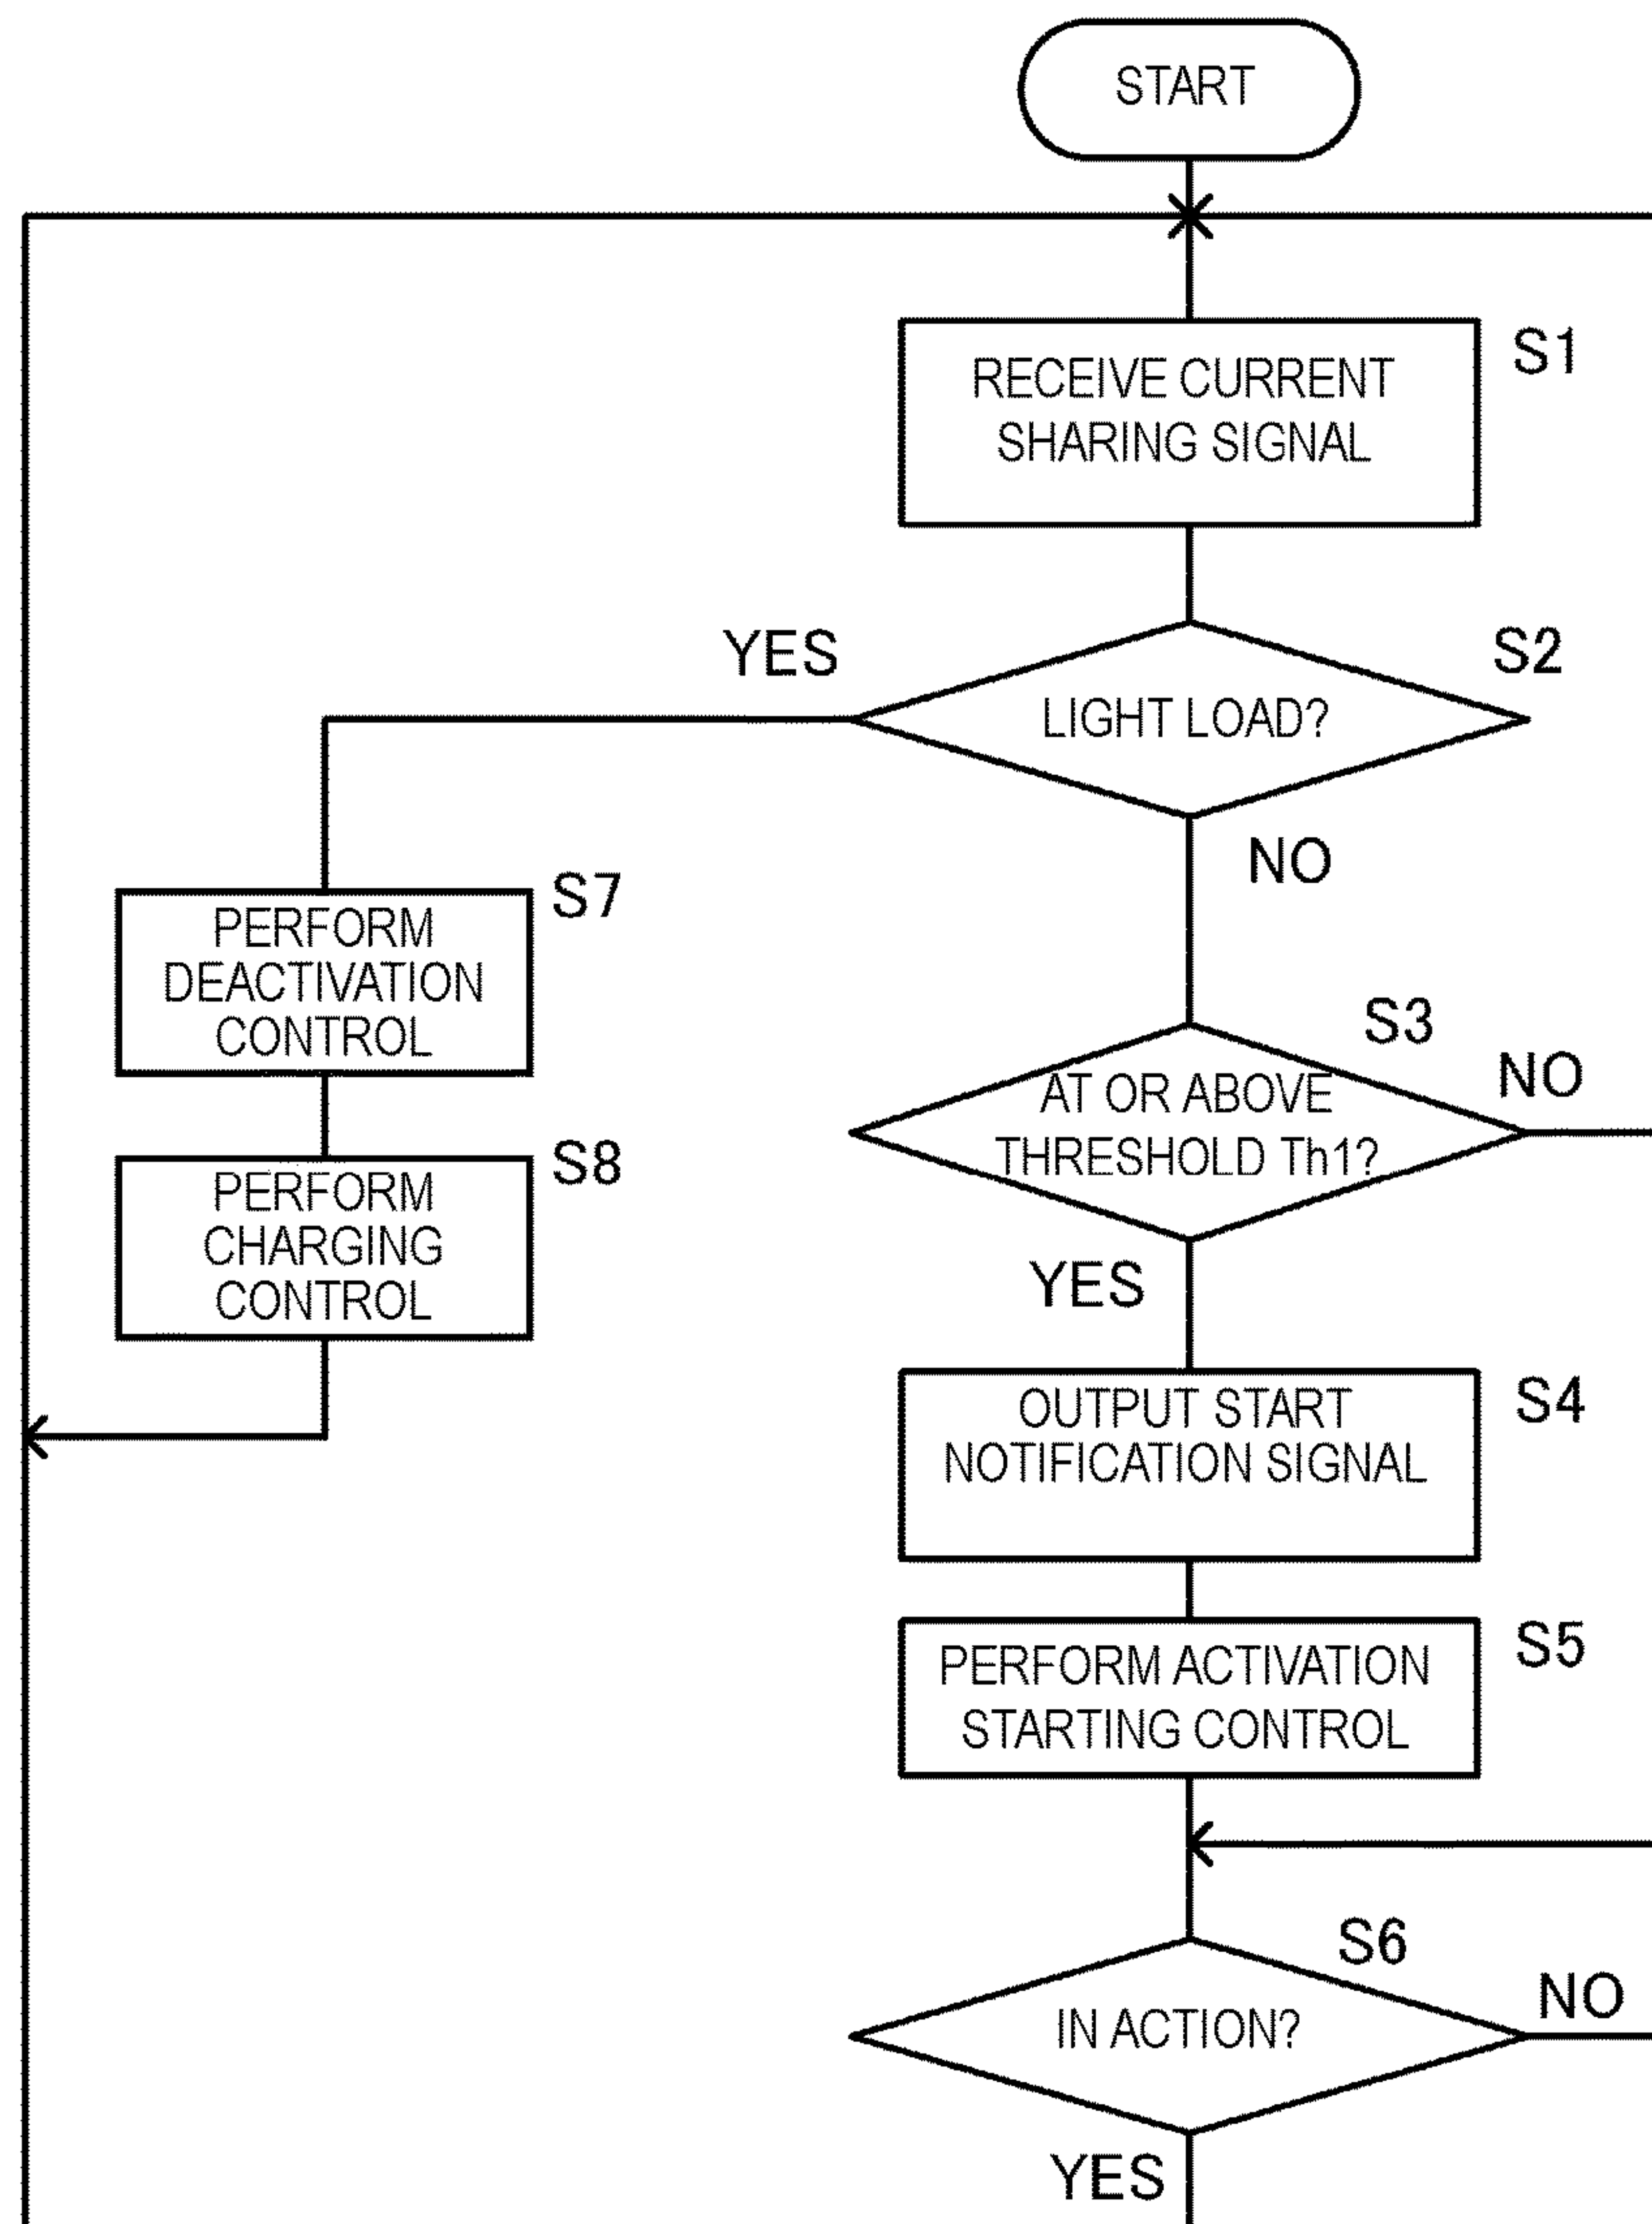 START
RECEIVE CURRENT
SHARING SIGNAL
S1
YES
LIGHT LOAD?
S2
NO
PERFORM
DEACTIVATION
CONTROL
S7
PERFORM
CHARGING
CONTROL
S8
AT OR ABOVE
THRESHOLD Th1?
S3
NO
YES
OUTPUT START
NOTIFICATION SIGNAL
S4
PERFORM ACTIVATION
STARTING CONTROL
S5
IN ACTION?
S6
NO
YES